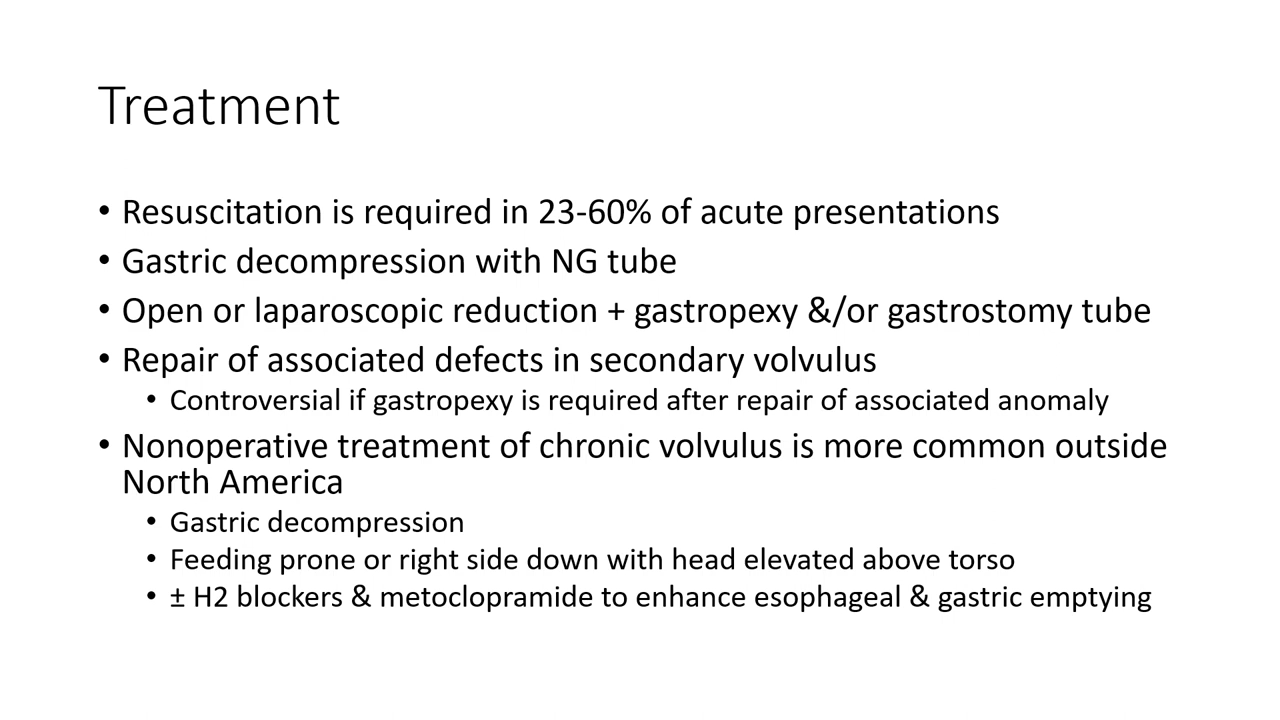 Treatment
• Resuscitation is required in 23-60% of acute presentations
• Gastric decompression with NG tube
• Open or laparoscopic reduction + gastropexy &/or gastrostomy tube
• Repair of associated defects in secondary volvulus
• Controversial if gastropexy is required after repair of associated anomaly
• Nonoperative treatment of chronic volvulus is more common outside
North America
• Gastric decompression
• Feeding prone or right side down with head elevated above torso
• ± H2 blockers & metoclopramide to enhance esophageal & gastric emptying